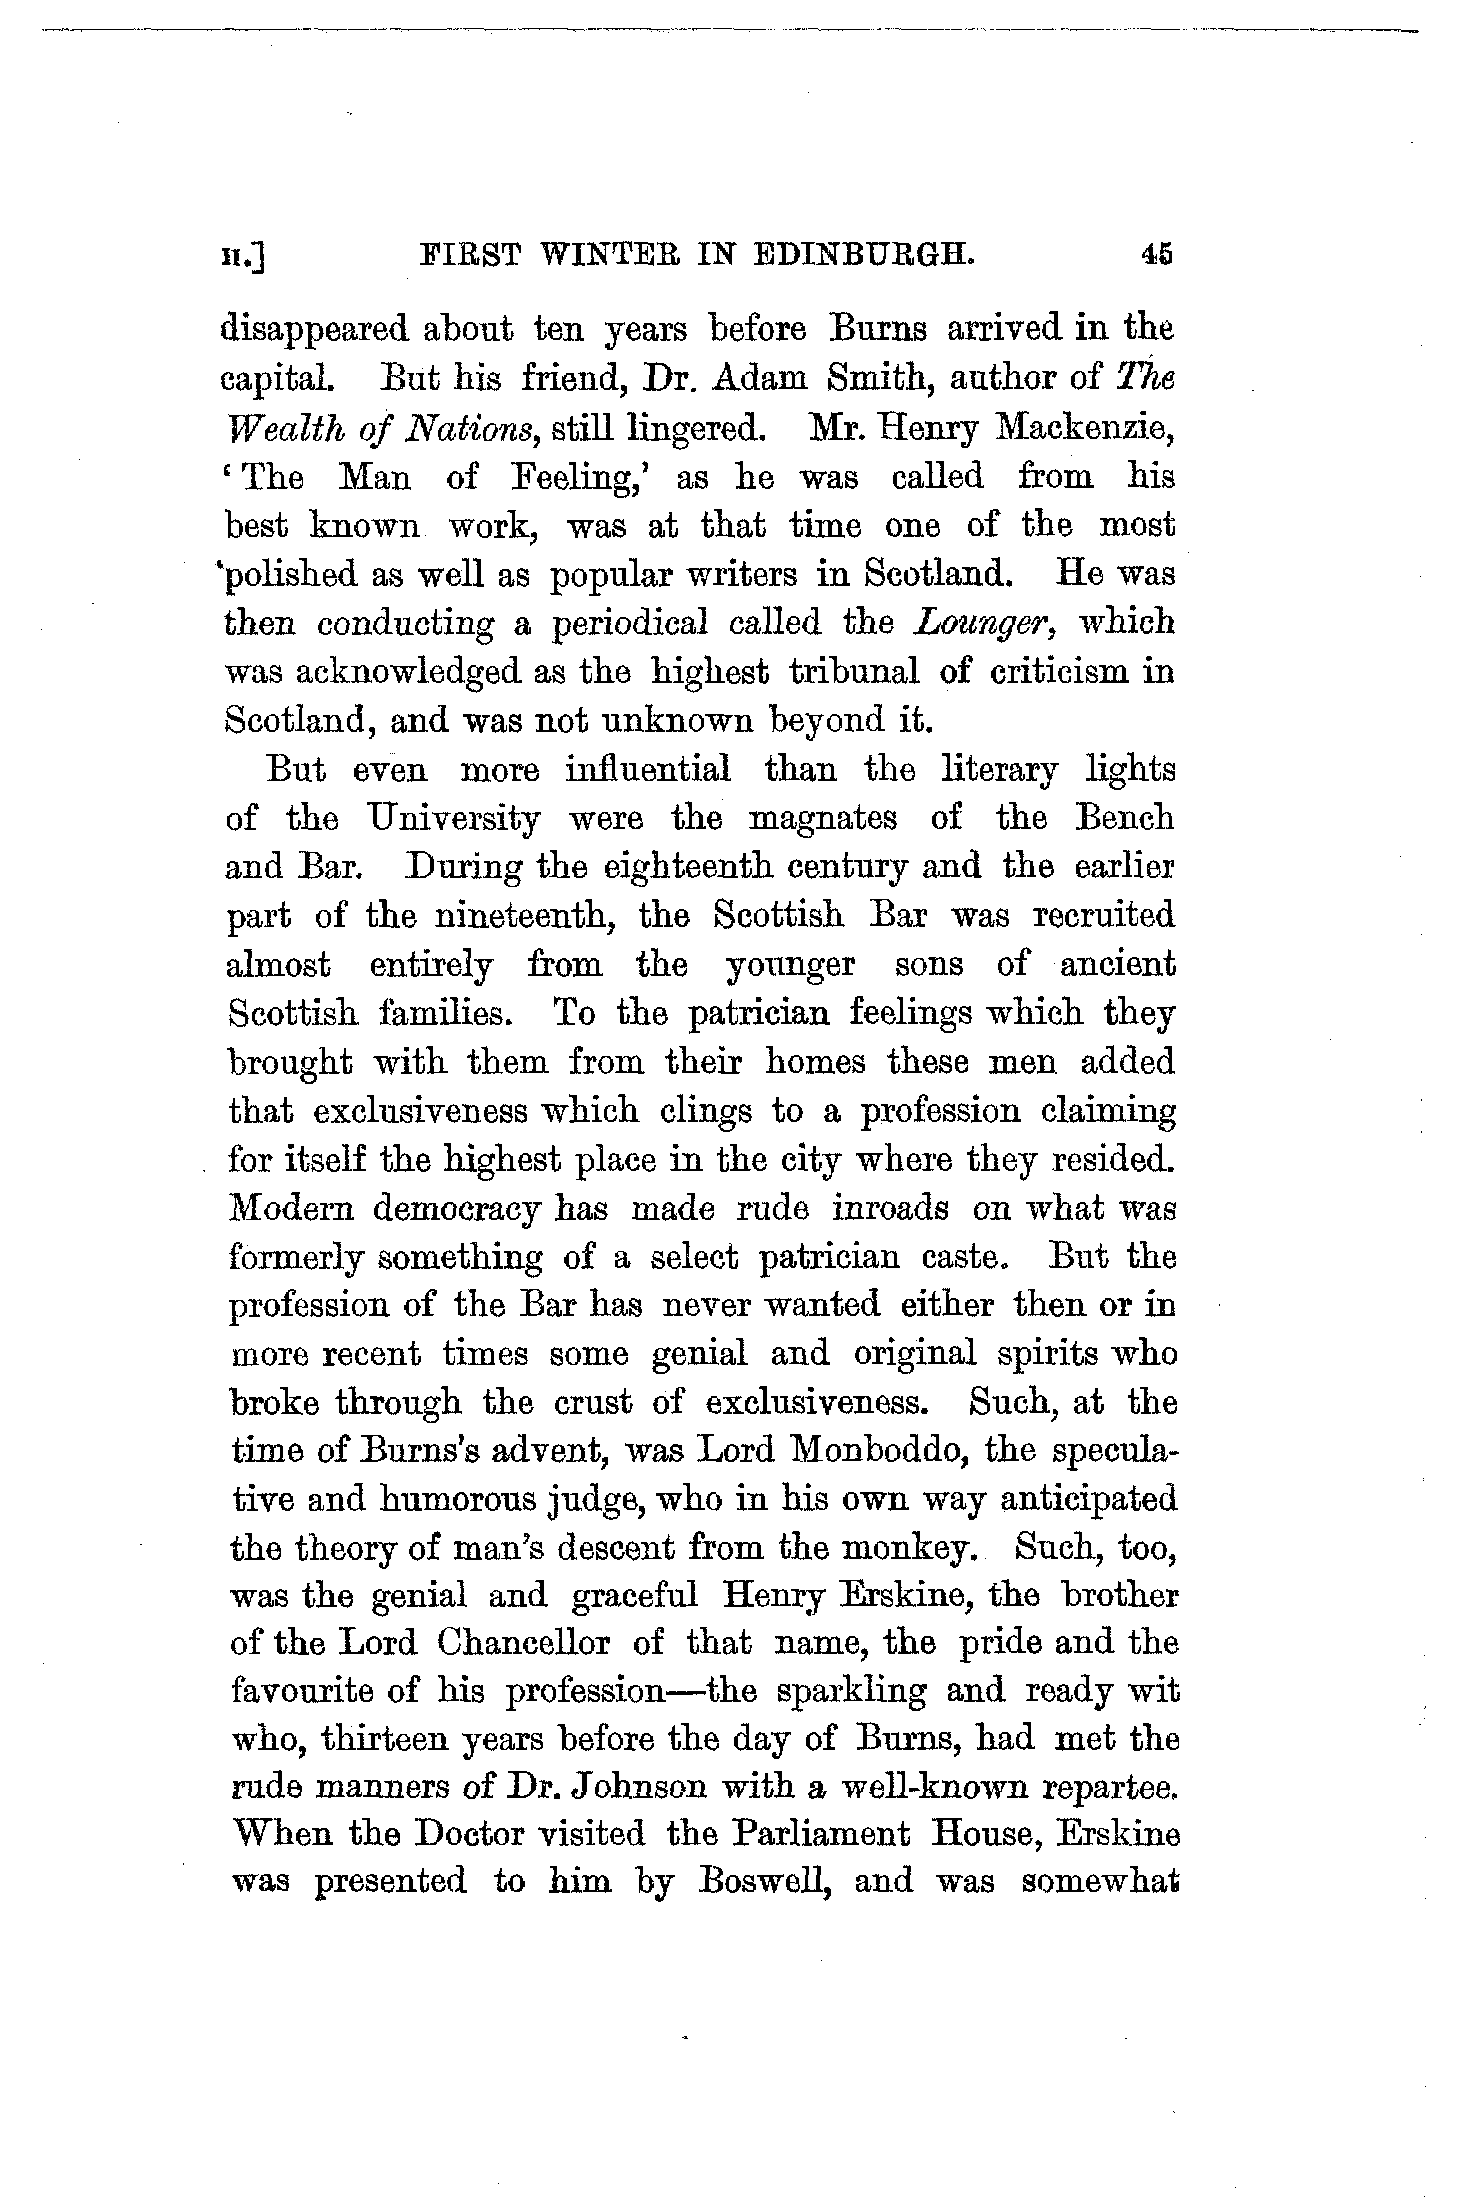 II.] FIRST WINTER IN EDINBURGH. 45
disappeared about ten years before Burns arrived in the
capital. But his friend, Dr. Adam Smith, author of The
Wealth of Nations, still lingered. Mr. Henry Mackenzie,
‘The Man of Feeling,’ as he was called from his
best known work, was at that time one of the most
‘polished as well as popular writers in Scotland. He was
then conducting a periodical called the Lounger, which
was acknowledged as the highest tribunal of criticism in
Scotland, and was not unknown beyond it.
But even more influential than the literary lights
of the University were the magnates of the Bench
and Bar. During the eighteenth century and the earlier
part of the nineteenth, the Scottish Bar was recruited
almost entirely from the younger sons of ancient
Scottish families. To the patrician feelings which they
brought with them from their homes these men added
that exclusiveness which clings to a profession claiming
for itself the highest place in the city where they resided.
Modern democracy has made rude inroads on what was
formerly something of a select patrician caste. But the
profession of the Bar has never wanted either then or in
more recent times some genial and original spirits who
broke through the crust of exclusiveness. Such, at the
time of Burns's advent, was Lord Monboddo, the specula-
tive and humorous judge, who in his own way anticipated
the theory of man's descent from the monkey. Such, too,
was the genial and graceful Henry Erskine, the brother
of the Lord Chancellor of that name, the pride and the
favourite of his profession—the sparkling and ready wit
who, thirteen years before the day of Burns, had met the
rude manners of Dr. Johnson with a well-known repartee.
When the Doctor visited the Parliament House, Erskine
was presented to him by Boswell, and was somewhat